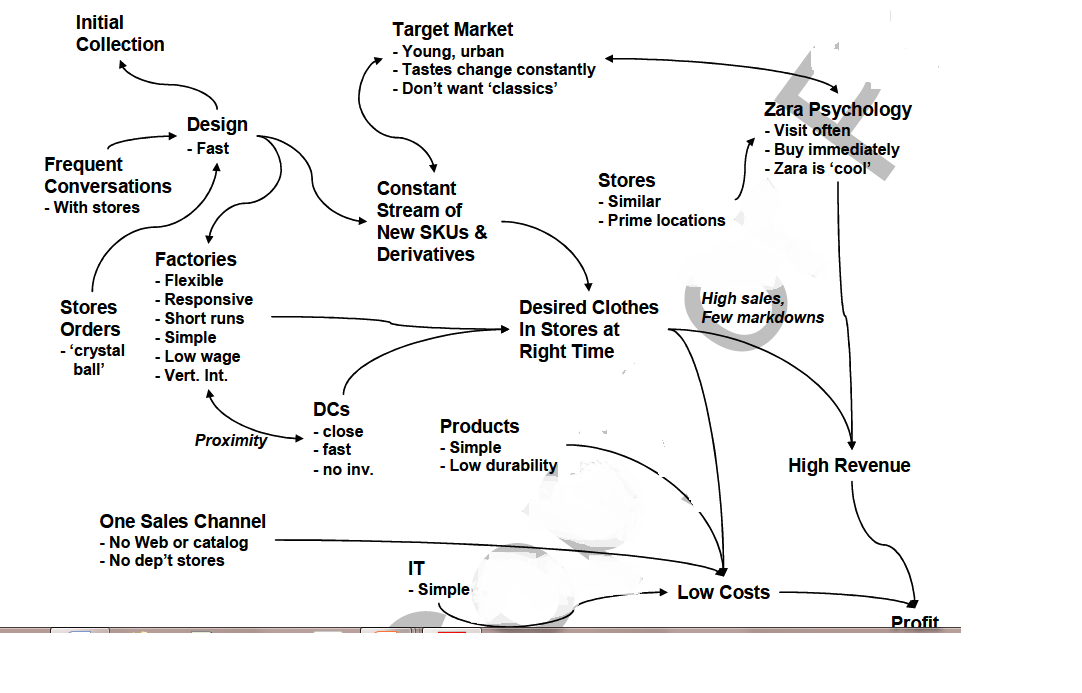 Initial
Collection
Target Market
- Young, urban
- Tastes change constantly
- Don't want ‘classics’
Zara Psychology
- Visit often
- Buy immediately
- Zara is ‘cool’
Design
- Fast
Frequent
Conversations
- With stores
Constant
Stream of
New SKUs &
Derivatives
Stores
- Similar
- Prime locations
Factories
- Flexible
- Responsive
- Short runs
- Simple
- Low wage
- Vert. Int.
Stores
Orders
- ‘crystal
ball’
Desired Clothes
In Stores at
Right Time
High sales,
Few markdowns
Proximity
DCs
- close
- fast
- no inv.
Products
- Simple
- Low durability
High Revenue
One Sales Channel
- No Web or catalog
- No dep't stores
IT
- Simple
Low Costs
Profit